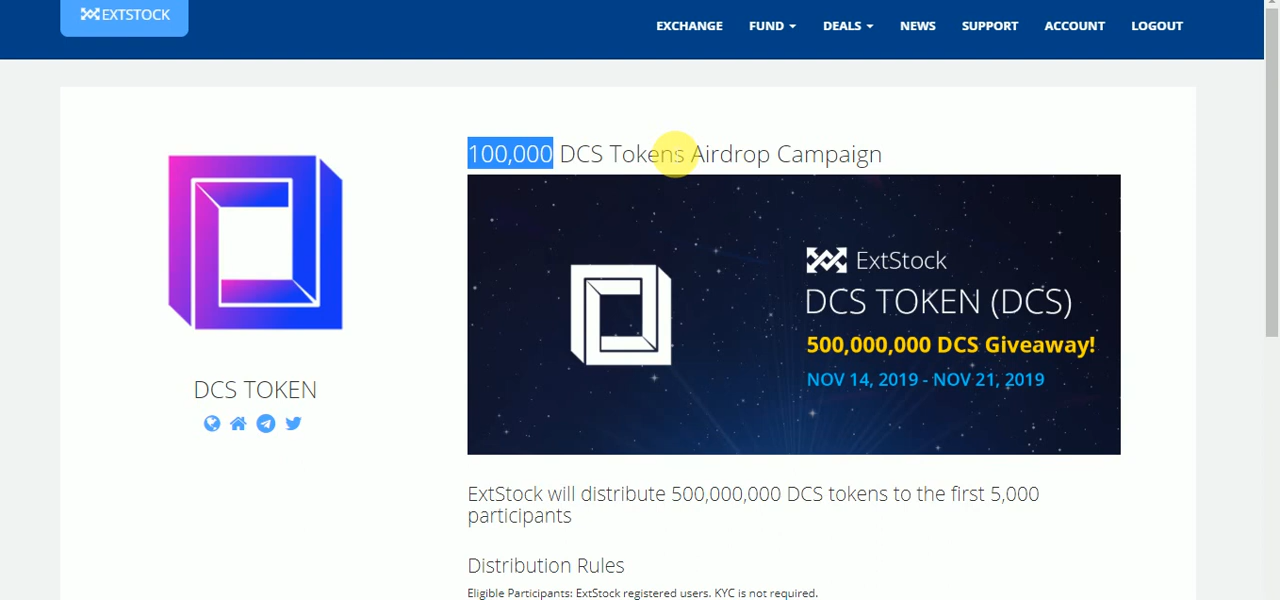 EXTSTOCK
EXCHANGE FUND DEALS NEWS SUPPORT ACCOUNT LOGOUT
100,000 DCS Tokens Airdrop Campaign
ExtStock
DCS TOKEN (DCS)
500,000,000 DCS Giveaway!
NOV 14, 2019 - NOV 21, 2019
DCS TOKEN
ExtStock will distribute 500,000,000 DCS tokens to the first 5,000
participants
Distribution Rules
Eligible Participants: ExtStock registered users. KYC is not required.